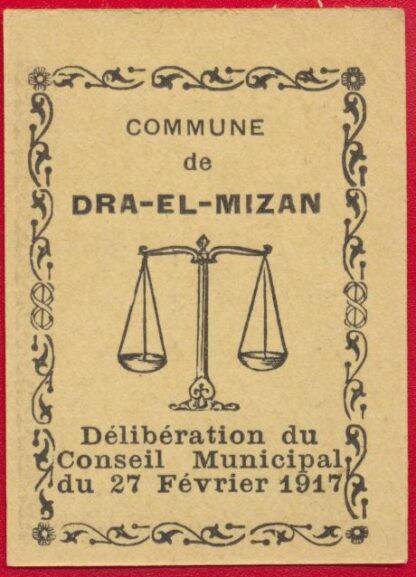 COMMUNE
de
DRA-EL-MIZAN
Délibération du
Conseil Municipal
du 27 Février 1917